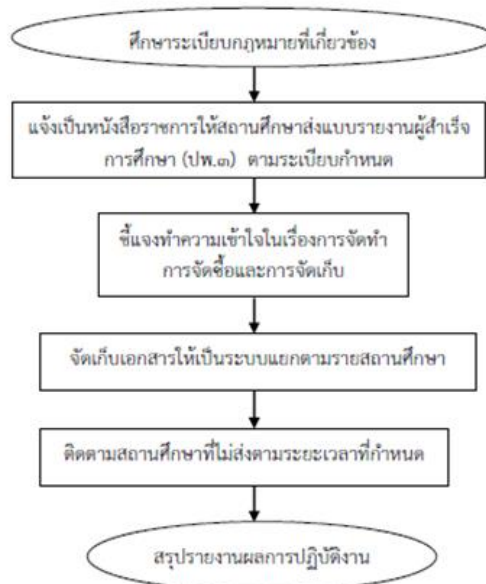 ศึกษาระเบียบกฎหมายที่เกี่ยวข้อง
แจ้งเป็นหนังสือราชการให้สถานศึกษาส่งแบบรายงานผู้สำเร็จ
การศึกษา (ปพ.๓) ตามระเบียบกำหนด
ชี้แจงทำความเข้าใจในเรื่องการจัดทำ
การจัดซื้อและการจัดเก็บ
จัดเก็บเอกสารให้เป็นระบบแยกตามรายสถานศึกษา
ติดตามสถานศึกษาที่ไม่ส่งตามระยะเวลาที่กำหนด
สรุปรายงานผลการปฏิบัติงาน